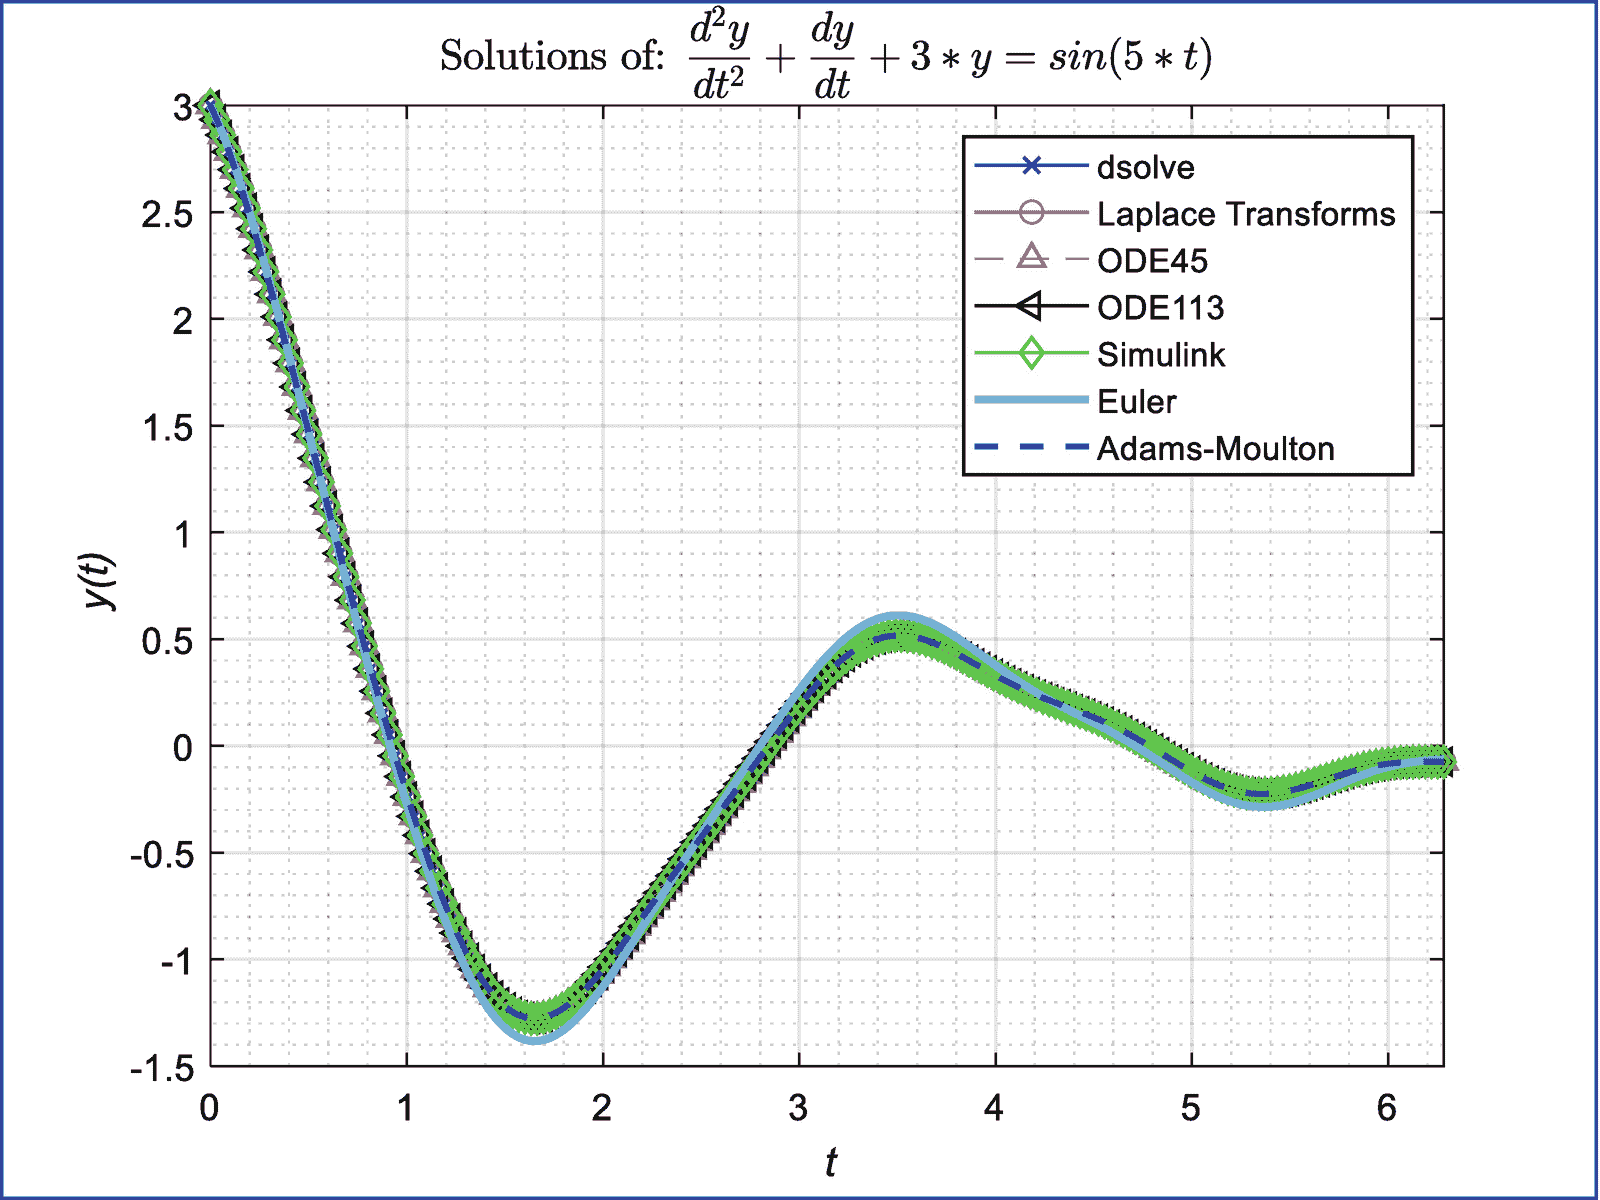 Solutions of: d²y/dt² + dy/dt + 3 * y = sin(5 * t)
dsolve
Laplace Transforms
ODE45
ODE113
Simulink
Euler
Adams-Moulton
3
2.5
2
1.5
1
0.5
0
-0.5
-1
-1.5
y(t)
0 1 2 3 4 5 6
t